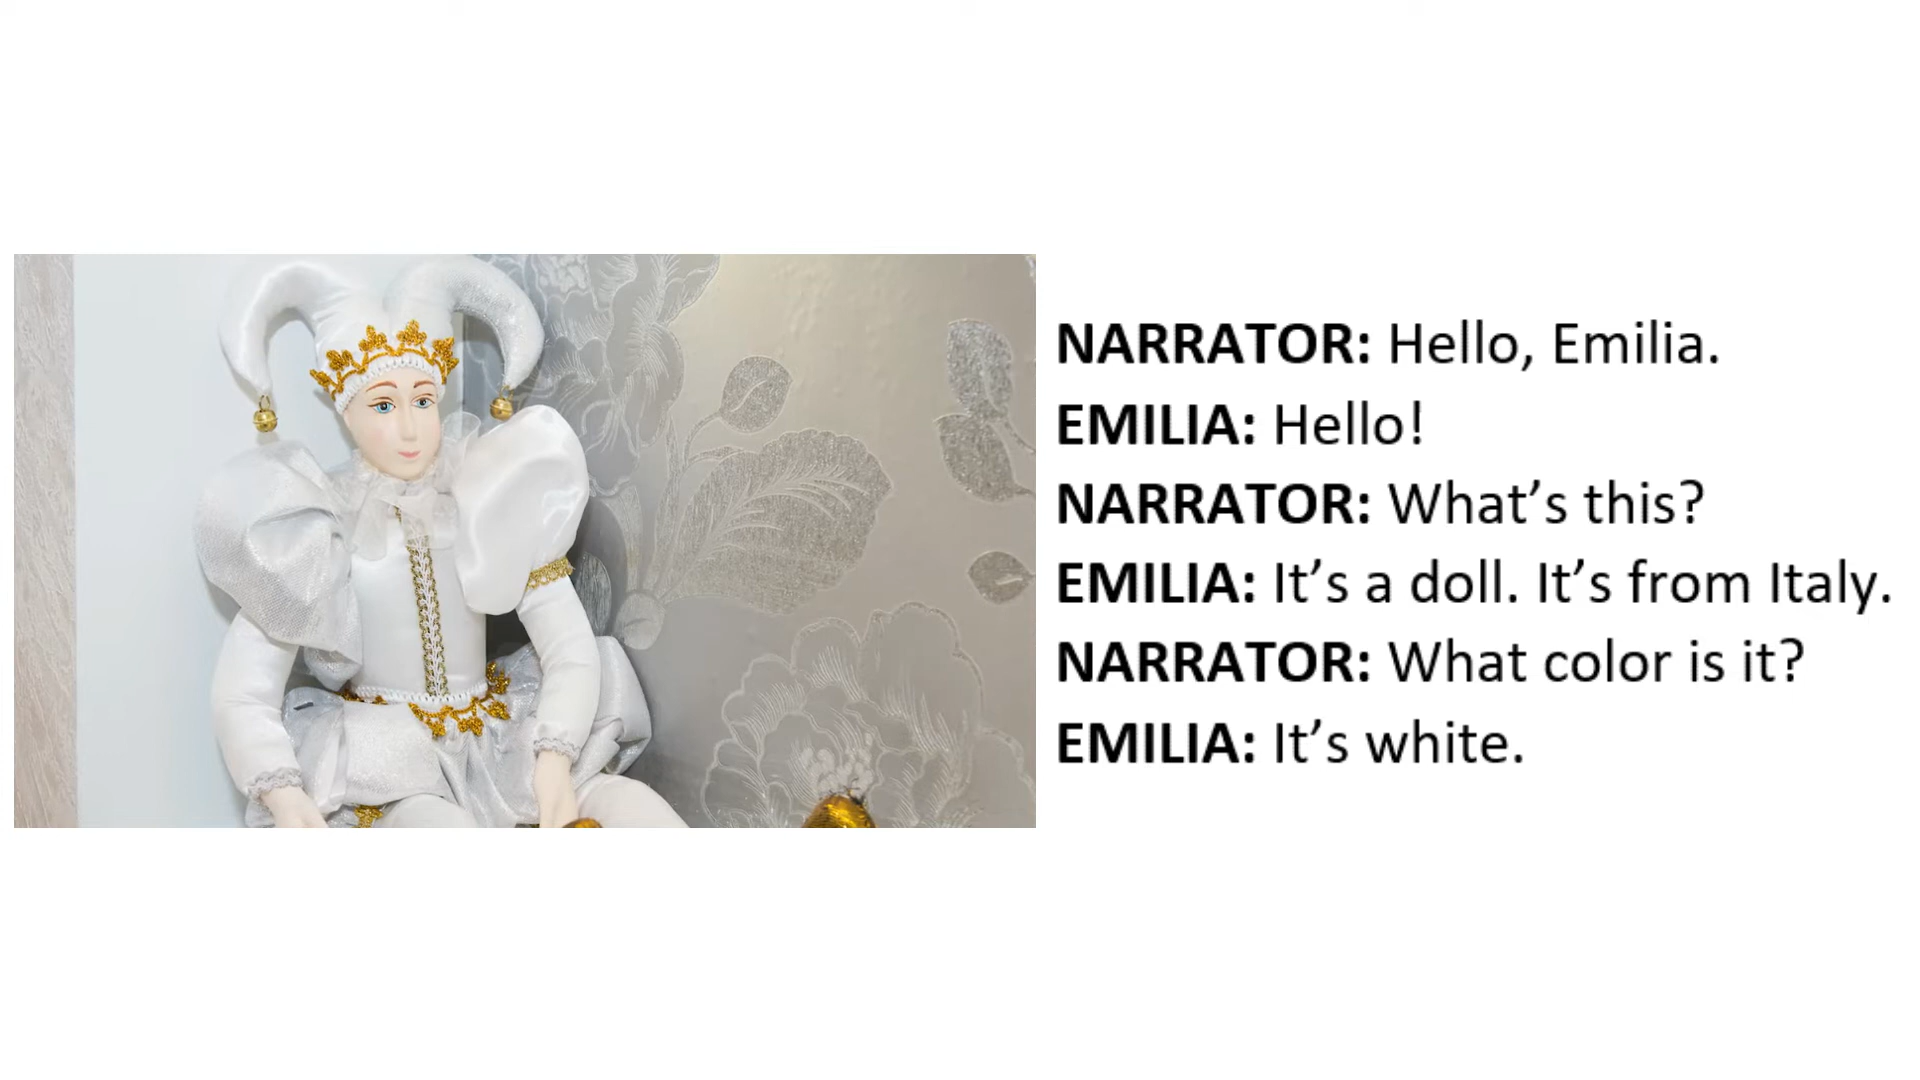 NARRATOR: Hello, Emilia.
EMILIA: Hello!
NARRATOR: What’s this?
EMILIA: It’s a doll. It’s from Italy.
NARRATOR: What color is it?
EMILIA: It’s white.